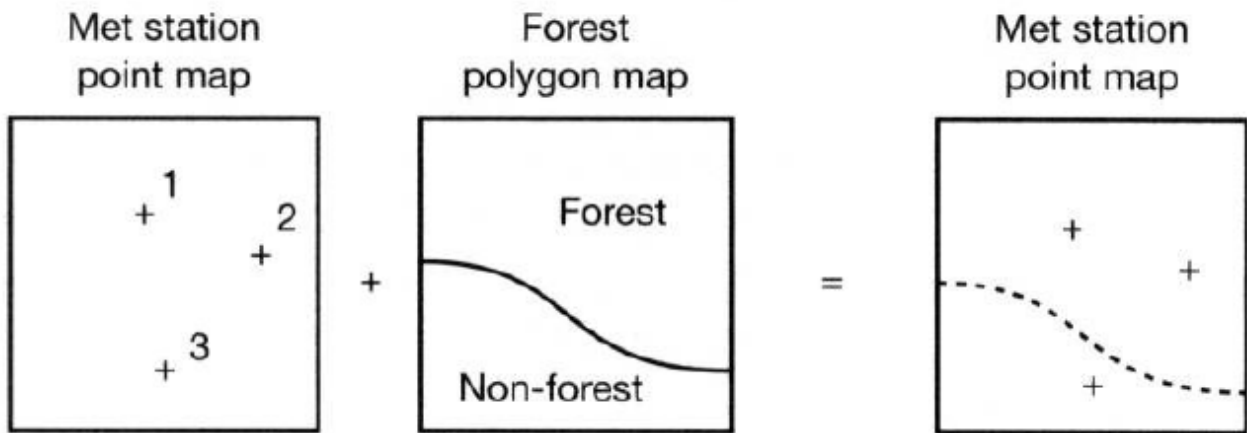 Met station
point map
Forest
polygon map
Met station
point map
1
2
3
+
Forest
Non-forest
=